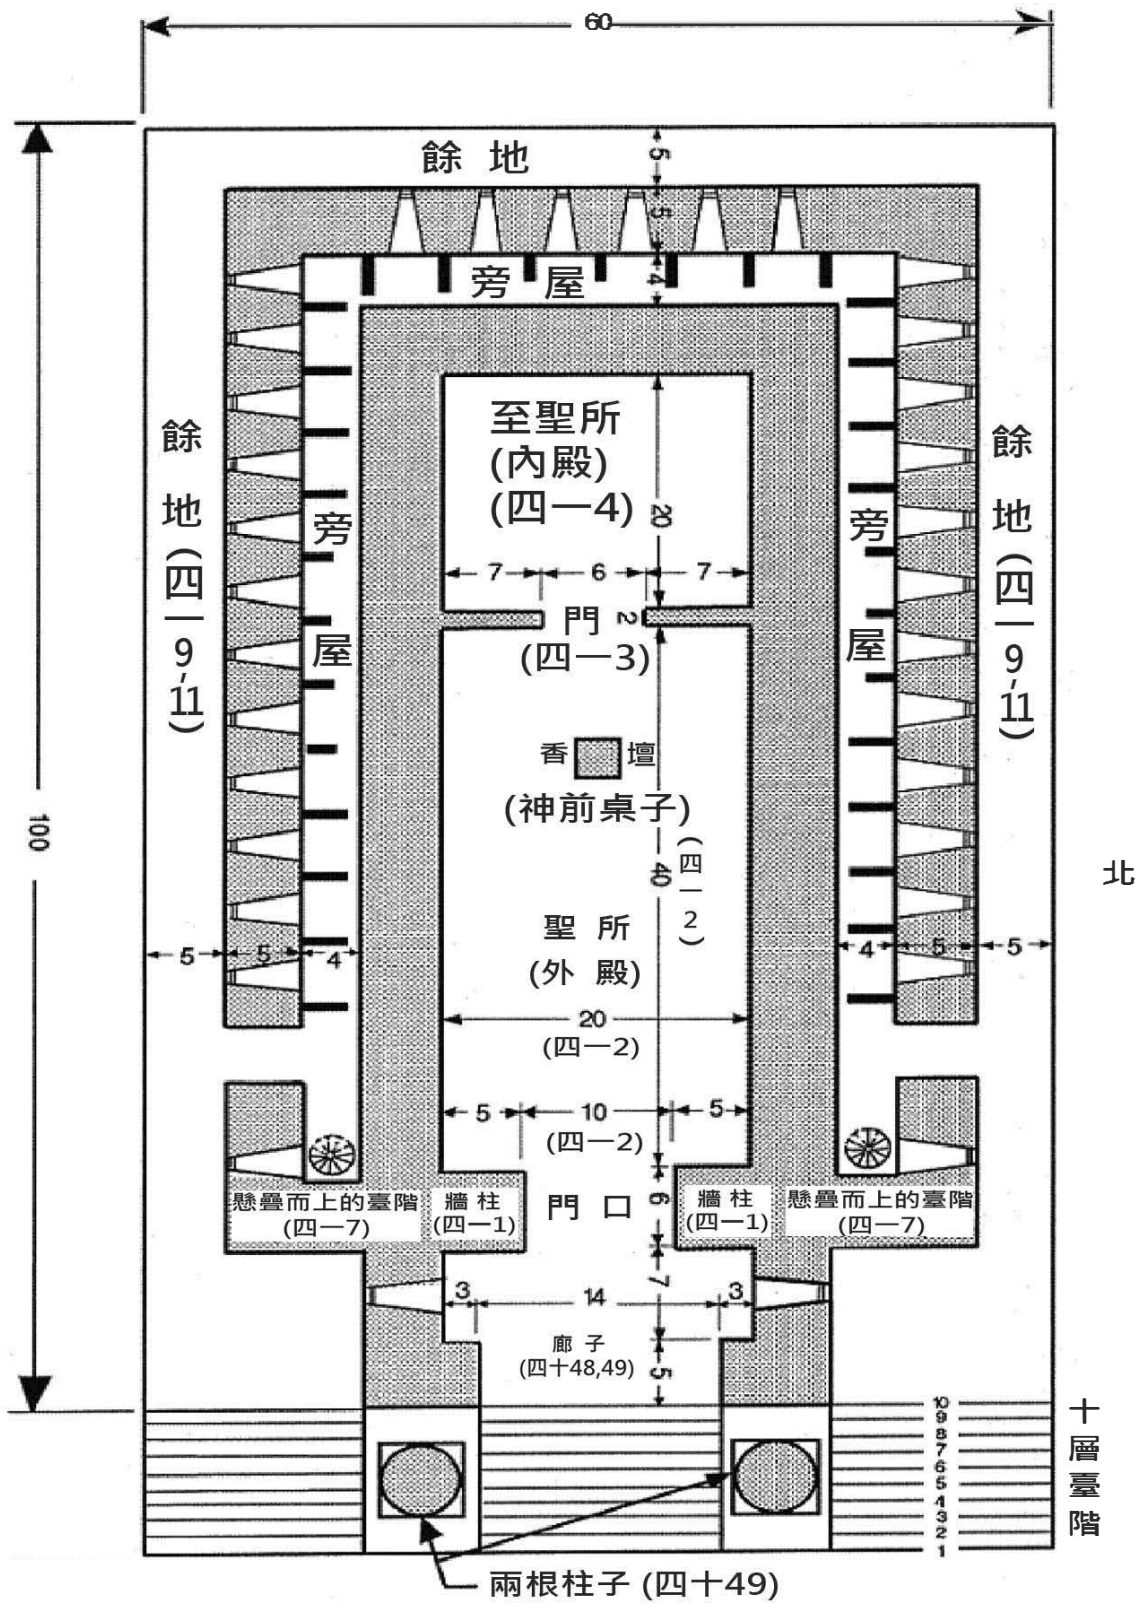 60
餘 地
5
5
4
旁 屋
至聖所
(內殿)
(四一4)
20
餘地(四一9,11)
旁屋
旁屋
餘地(四一9,11)
7
6
7
門
2
(四一3)
香 壇
(神前桌子)
100
40
(四一2)
北
聖 所
(外 殿)
5
5
4
4
5
5
20
(四一2)
5
10
5
(四一2)
懸疊而上的臺階
(四一7)
牆 柱
(四一1)
門 口
6
牆 柱
(四一1)
懸疊而上的臺階
(四一7)
7
3
14
3
廊 子
(四十48,49)
5
10
9
8
7
6
5
4
3
2
1
十層臺階
兩根柱子 (四十49)